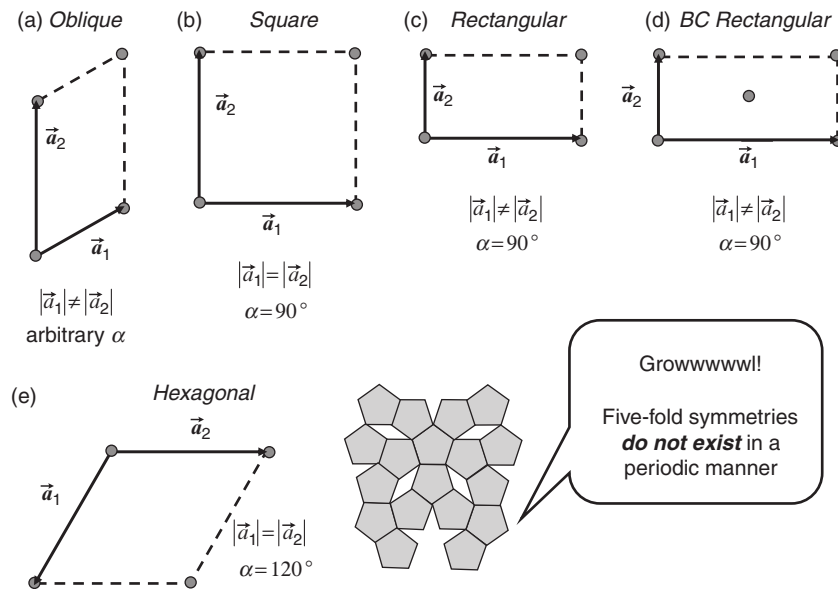 (a) Oblique
(b) Square
(c) Rectangular
(d) BC Rectangular
a⃗₂
a⃗₁
|a⃗₁|≠|a⃗₂|
arbitrary α
a⃗₂
a⃗₁
|a⃗₁|=|a⃗₂|
α=90°
a⃗₂
a⃗₁
|a⃗₁|≠|a⃗₂|
α=90°
a⃗₂
a⃗₁
|a⃗₁|≠|a⃗₂|
α=90°
(e) Hexagonal
a⃗₂
a⃗₁
|a⃗₁|=|a⃗₂|
α=120°
Growwwwwl!
Five-fold symmetries
do not exist in a
periodic manner